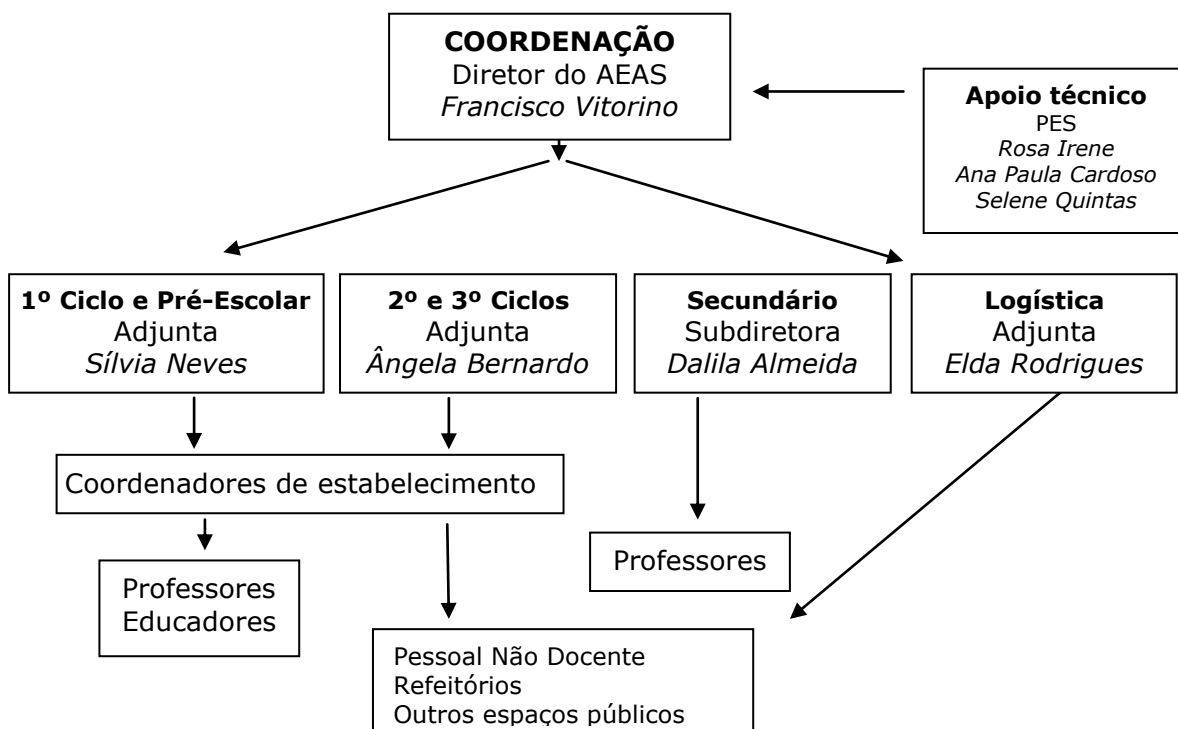 COORDENAÇÃO
Diretor do AEAS
Francisco Vitorino
Apoio técnico
PES
Rosa Irene
Ana Paula Cardoso
Selene Quintas
1º Ciclo e Pré-Escolar
Adjunta
Sílvia Neves
2º e 3º Ciclos
Adjunta
Ângela Bernardo
Secundário
Subdiretora
Dalila Almeida
Logística
Adjunta
Elda Rodrigues
Coordenadores de estabelecimento
Professores
Educadores
Professores
Pessoal Não Docente
Refeitórios
Outros espaços públicos